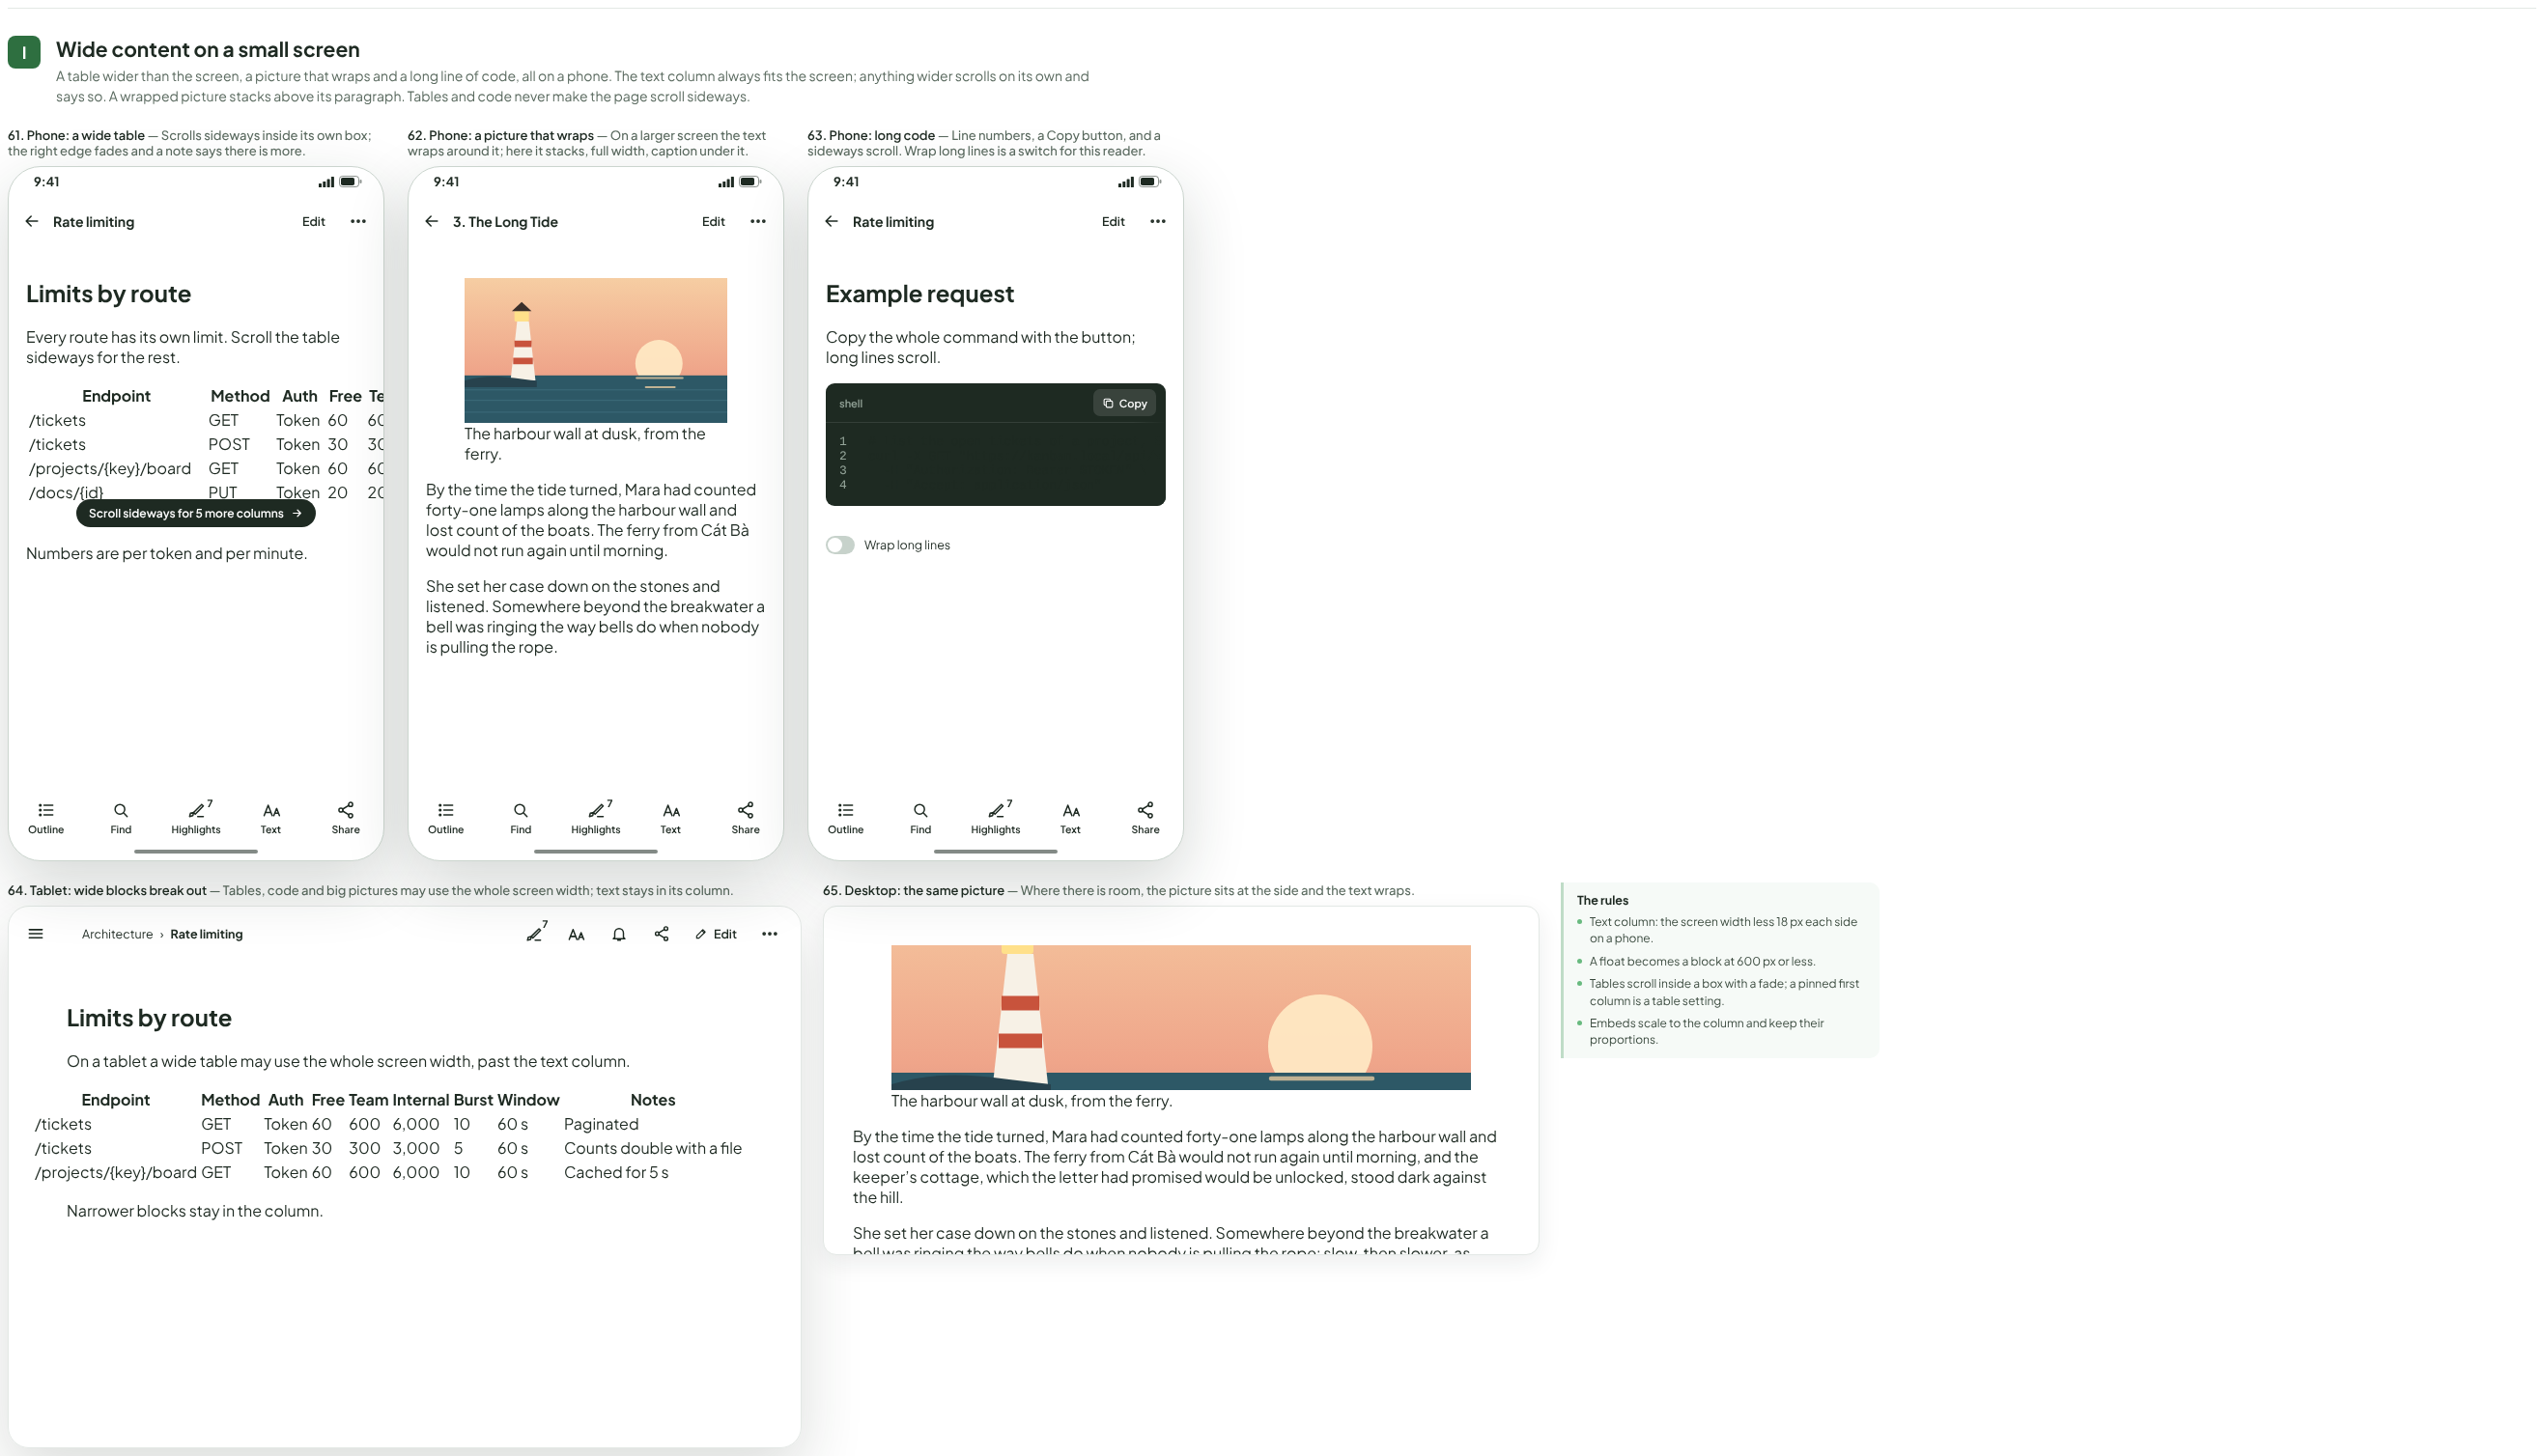 I
Wide content on a small screen
A table wider than the screen, a picture that wraps and a long line of code, all on a phone. The text column always fits the screen; anything wider scrolls on its own and
says so. A wrapped picture stacks above its paragraph. Tables and code never make the page scroll sideways.
61. Phone: a wide table — Scrolls sideways inside its own box;
the right edge fades and a note says there is more.
9:41
Rate limiting Edit
Limits by route
Every route has its own limit. Scroll the table
sideways for the rest.
Endpoint Method Auth Free Te
/tickets GET Token 60 60
/tickets POST Token 30 30
/projects/{key}/board GET Token 60 60
/docs/{id} PUT Token 20 20
Scroll sideways for 5 more columns →
Numbers are per token and per minute.
7
Outline Find Highlights Text Share
62. Phone: a picture that wraps — On a larger screen the text
wraps around it; here it stacks, full width, caption under it.
9:41
3. The Long Tide Edit
The harbour wall at dusk, from the
ferry.
By the time the tide turned, Mara had counted
forty-one lamps along the harbour wall and
lost count of the boats. The ferry from Cát Bà
would not run again until morning.
She set her case down on the stones and
listened. Somewhere beyond the breakwater a
bell was ringing the way bells do when nobody
is pulling the rope.
7
Outline Find Highlights Text Share
63. Phone: long code — Line numbers, a Copy button, and a
sideways scroll. Wrap long lines is a switch for this reader.
9:41
Rate limiting Edit
Example request
Copy the whole command with the button;
long lines scroll.
shell Copy
1
2
3
4
Wrap long lines
7
Outline Find Highlights Text Share
64. Tablet: wide blocks break out — Tables, code and big pictures may use the whole screen width; text stays in its column.
Architecture › Rate limiting 7 AA Edit
Limits by route
On a tablet a wide table may use the whole screen width, past the text column.
Endpoint Method Auth Free Team Internal Burst Window Notes
/tickets GET Token 60 600 6,000 10 60 s Paginated
/tickets POST Token 30 300 3,000 5 60 s Counts double with a file
/projects/{key}/board GET Token 60 600 6,000 10 60 s Cached for 5 s
Narrower blocks stay in the column.
65. Desktop: the same picture — Where there is room, the picture sits at the side and the text wraps.
The harbour wall at dusk, from the ferry.
By the time the tide turned, Mara had counted forty-one lamps along the harbour wall and
lost count of the boats. The ferry from Cát Bà would not run again until morning, and the
keeper's cottage, which the letter had promised would be unlocked, stood dark against
the hill.
She set her case down on the stones and listened. Somewhere beyond the breakwater a
bell was ringing the way bells do when nobody is pulling the rope: slow, then slower, as
The rules
Text column: the screen width less 18 px each side
on a phone.
A float becomes a block at 600 px or less.
Tables scroll inside a box with a fade; a pinned first
column is a table setting.
Embeds scale to the column and keep their
proportions.